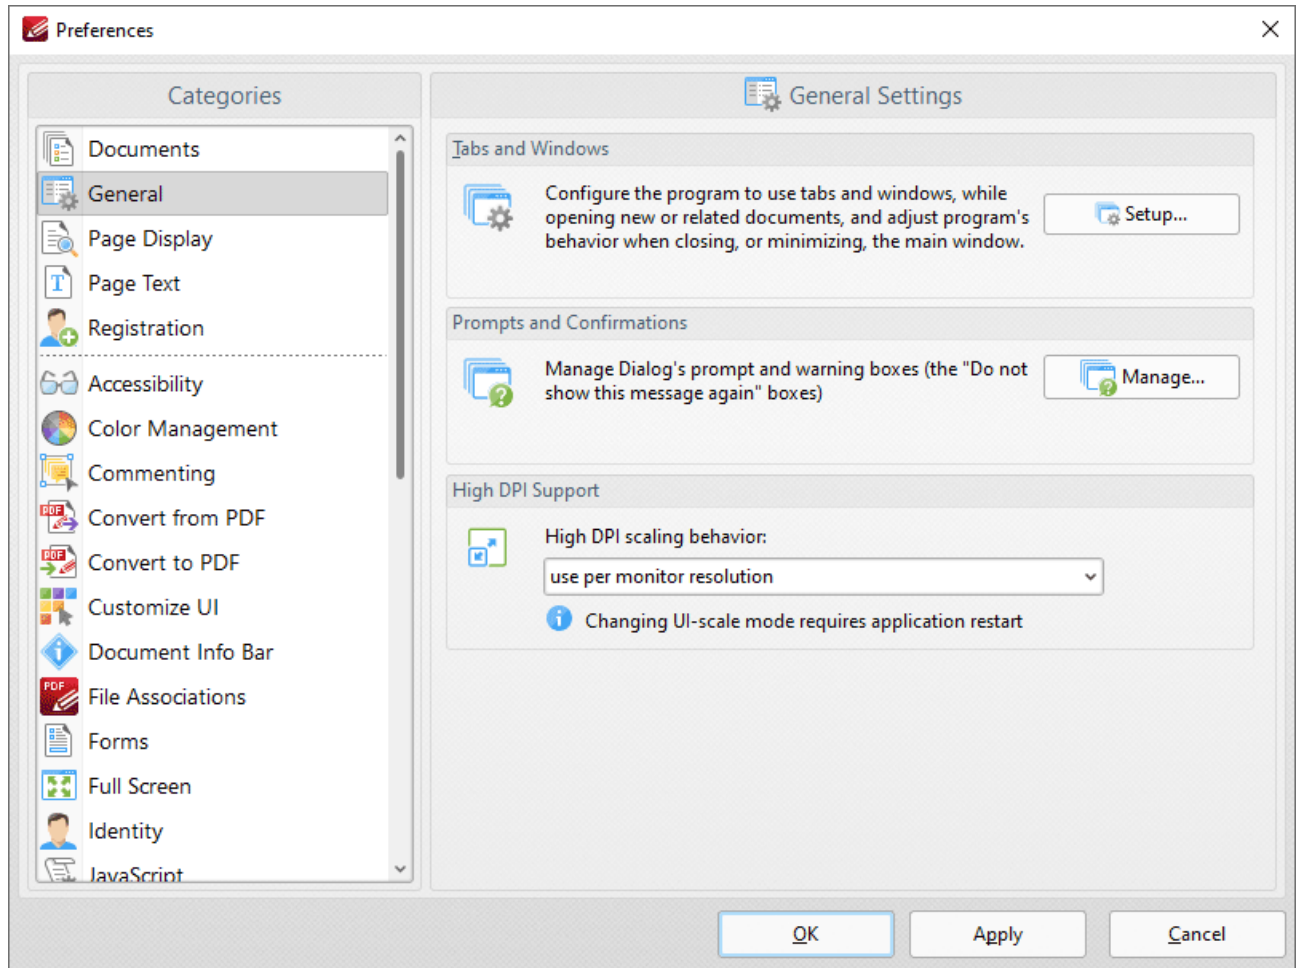 Preferences
Categories
Documents
General
Page Display
Page Text
Registration
Accessibility
Color Management
Commenting
Convert from PDF
Convert to PDF
Customize UI
Document Info Bar
File Associations
Forms
Full Screen
Identity
JavaScript
General Settings
Tabs and Windows
Configure the program to use tabs and windows, while
opening new or related documents, and adjust program's
behavior when closing, or minimizing, the main window.
Setup...
Prompts and Confirmations
Manage Dialog's prompt and warning boxes (the "Do not
show this message again" boxes)
Manage...
High DPI Support
High DPI scaling behavior:
use per monitor resolution
Changing UI-scale mode requires application restart
OK
Apply
Cancel